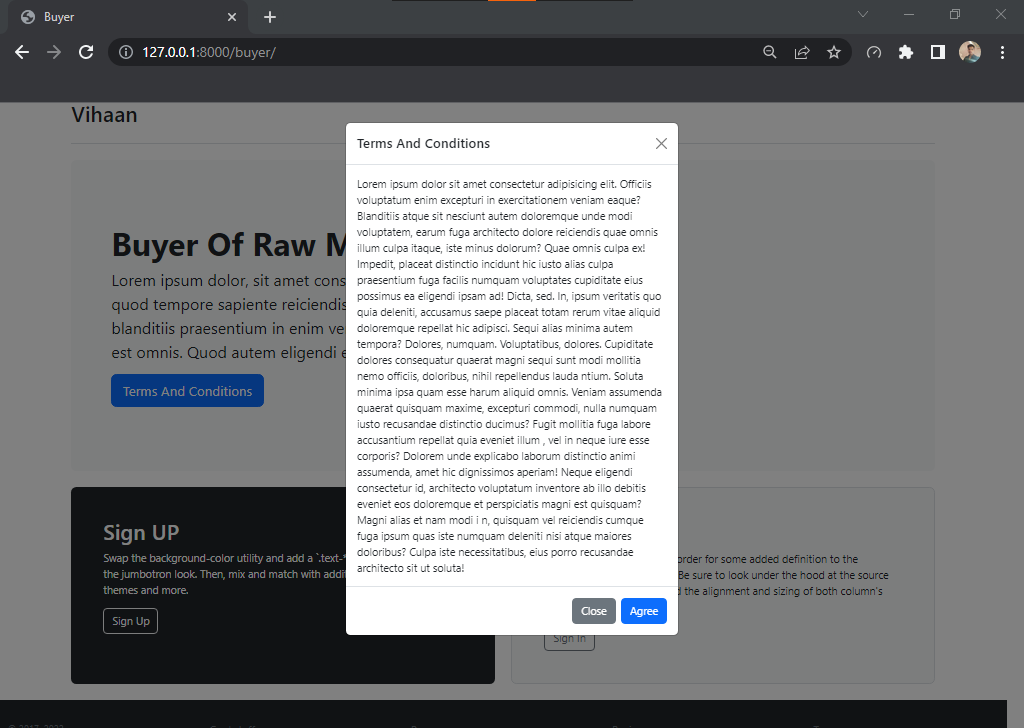 Buyer
127.0.0.1:8000/buyer/
Vihaan
Terms And Conditions
Lorem ipsum dolor sit amet consectetur adipisicing elit. Officiis
voluptatum enim excepturi in exercitationem veniam eaque?
Blanditiis atque sit nesciunt autem doloremque unde modi
voluptatem, earum fuga architecto dolore reiciendis quae omnis
illum culpa itaque, iste minus dolorum? Quae omnis culpa ex!
Impedit, placeat distinctio incidunt hic iusto alias culpa
praesentium fuga facilis numquam voluptates cupiditate eius
possimus ea eligendi ipsam ad! Dicta, sed. In, ipsum veritatis quo
quia deleniti, accusamus saepe placeat totam rerum vitae aliquid
doloremque repellat hic adipisci. Sequi alias minima autem
tempora? Dolores, numquam. Voluptatibus, dolores. Cupiditate
dolores consequatur quaerat magni sequi sunt modi mollitia
nemo officiis, doloribus, nihil repellendus lauda ntium. Soluta
minima ipsa quam esse harum aliquid omnis. Veniam assumenda
quaerat quisquam maxime, excepturi commodi, nulla numquam
iusto recusandae distinctio ducimus? Fugit mollitia fuga labore
accusantium repellat quia eveniet illum , vel in neque iure esse
corporis? Dolorem unde explicabo laborum distinctio animi
assumenda, amet hic dignissimos aperiam! Neque eligendi
consectetur id, architecto voluptatum inventore ab illo debitis
eveniet eos doloremque et perspiciatis magni est quisquam?
Magni alias et nam modi i n, quisquam vel reiciendis cumque
fuga ipsum quas iste numquam deleniti nisi atque maiores
doloribus? Culpa iste necessitatibus, eius porro recusandae
architecto sit ut soluta!
Close Agree
Buyer Of Raw M
Lorem ipsum dolor, sit amet cons
quod tempore sapiente reiciendis
blanditiis praesentium in enim ve
est omnis. Quod autem eligendi e
Terms And Conditions
Sign UP
Swap the background-color utility and add a `.text-*
the jumbotron look. Then, mix and match with addit
themes and more.
Sign Up
order for some added definition to the
Be sure to look under the hood at the source
d the alignment and sizing of both column's
Sign In